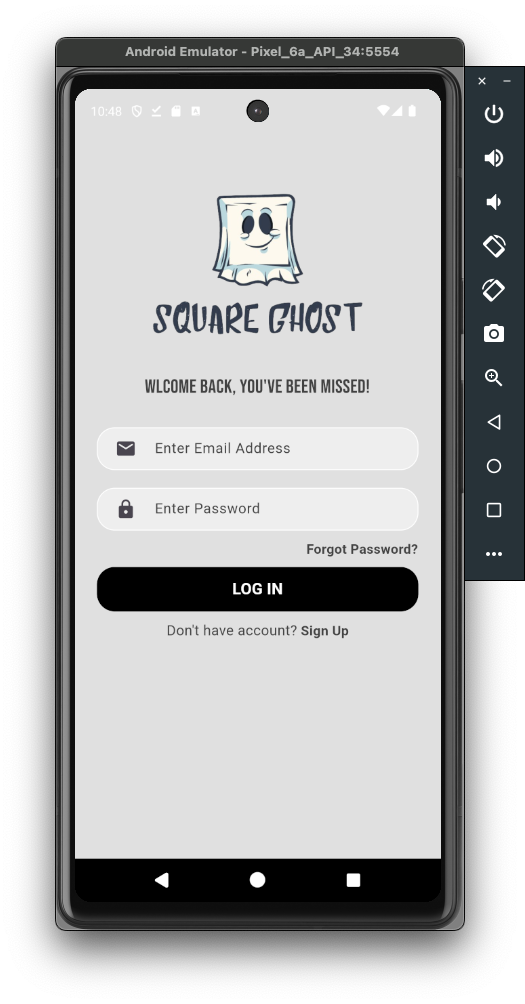 Android Emulator - Pixel_6a_API_34:5554
10:48
SQUARE GHOST
WLCOME BACK, YOU'VE BEEN MISSED!
Enter Email Address
Enter Password
Forgot Password?
LOG IN
Don't have account? Sign Up